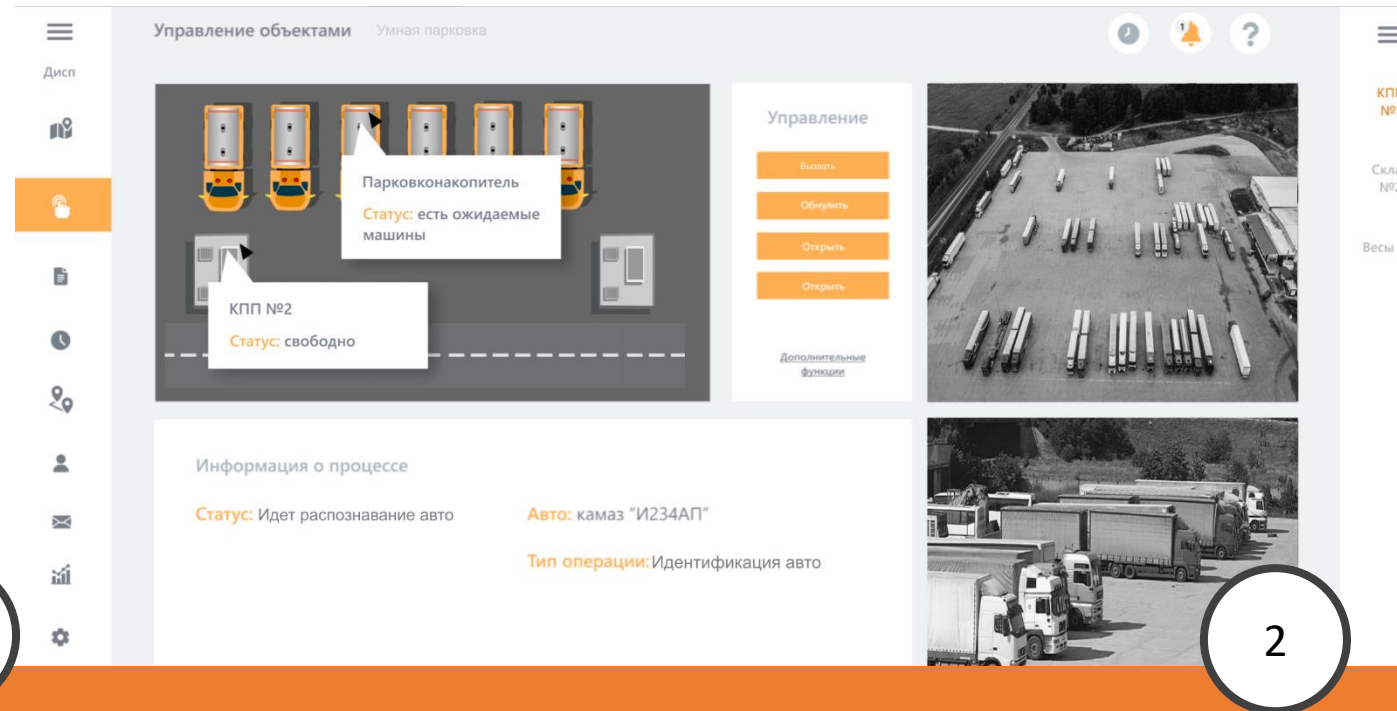 Управление объектами Умная парковка
1
?
Дисп
Парковконакопитель
Статус: есть ожидаемые
машины
КПП №2
Статус: свободно
Управление
Вызвать
Обнулить
Открыть
Открыть
Дополнительные
функции
Информация о процессе
Статус: Идет распознавание авто
Авто: камаз "И234АП"
Тип операции: Идентификация авто
Весы
2